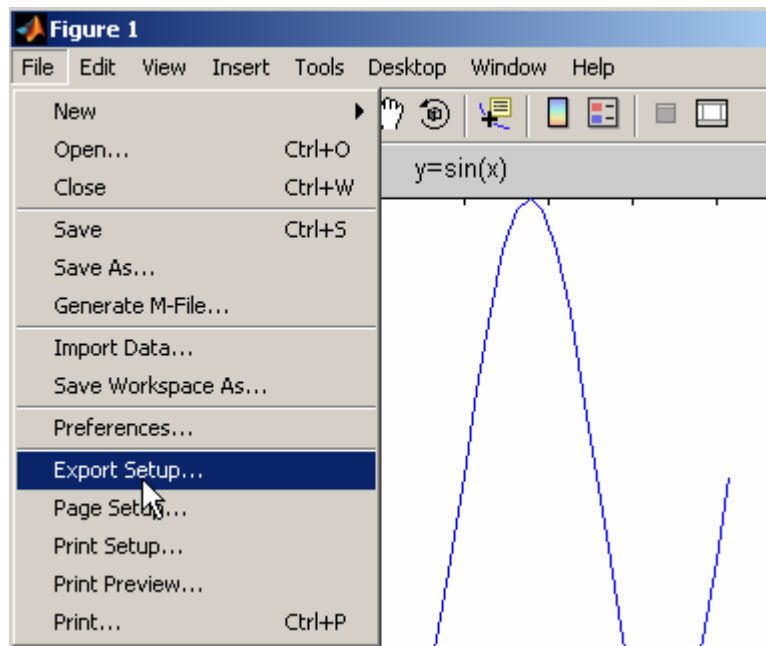 Figure 1
File Edit View Insert Tools Desktop Window Help
New
Open... Ctrl+O
Close Ctrl+W
Save Ctrl+S
Save As...
Generate M-File...
Import Data...
Save Workspace As...
Preferences...
Export Setup...
Page Setup...
Print Setup...
Print Preview...
Print... Ctrl+P
y=sin(x)